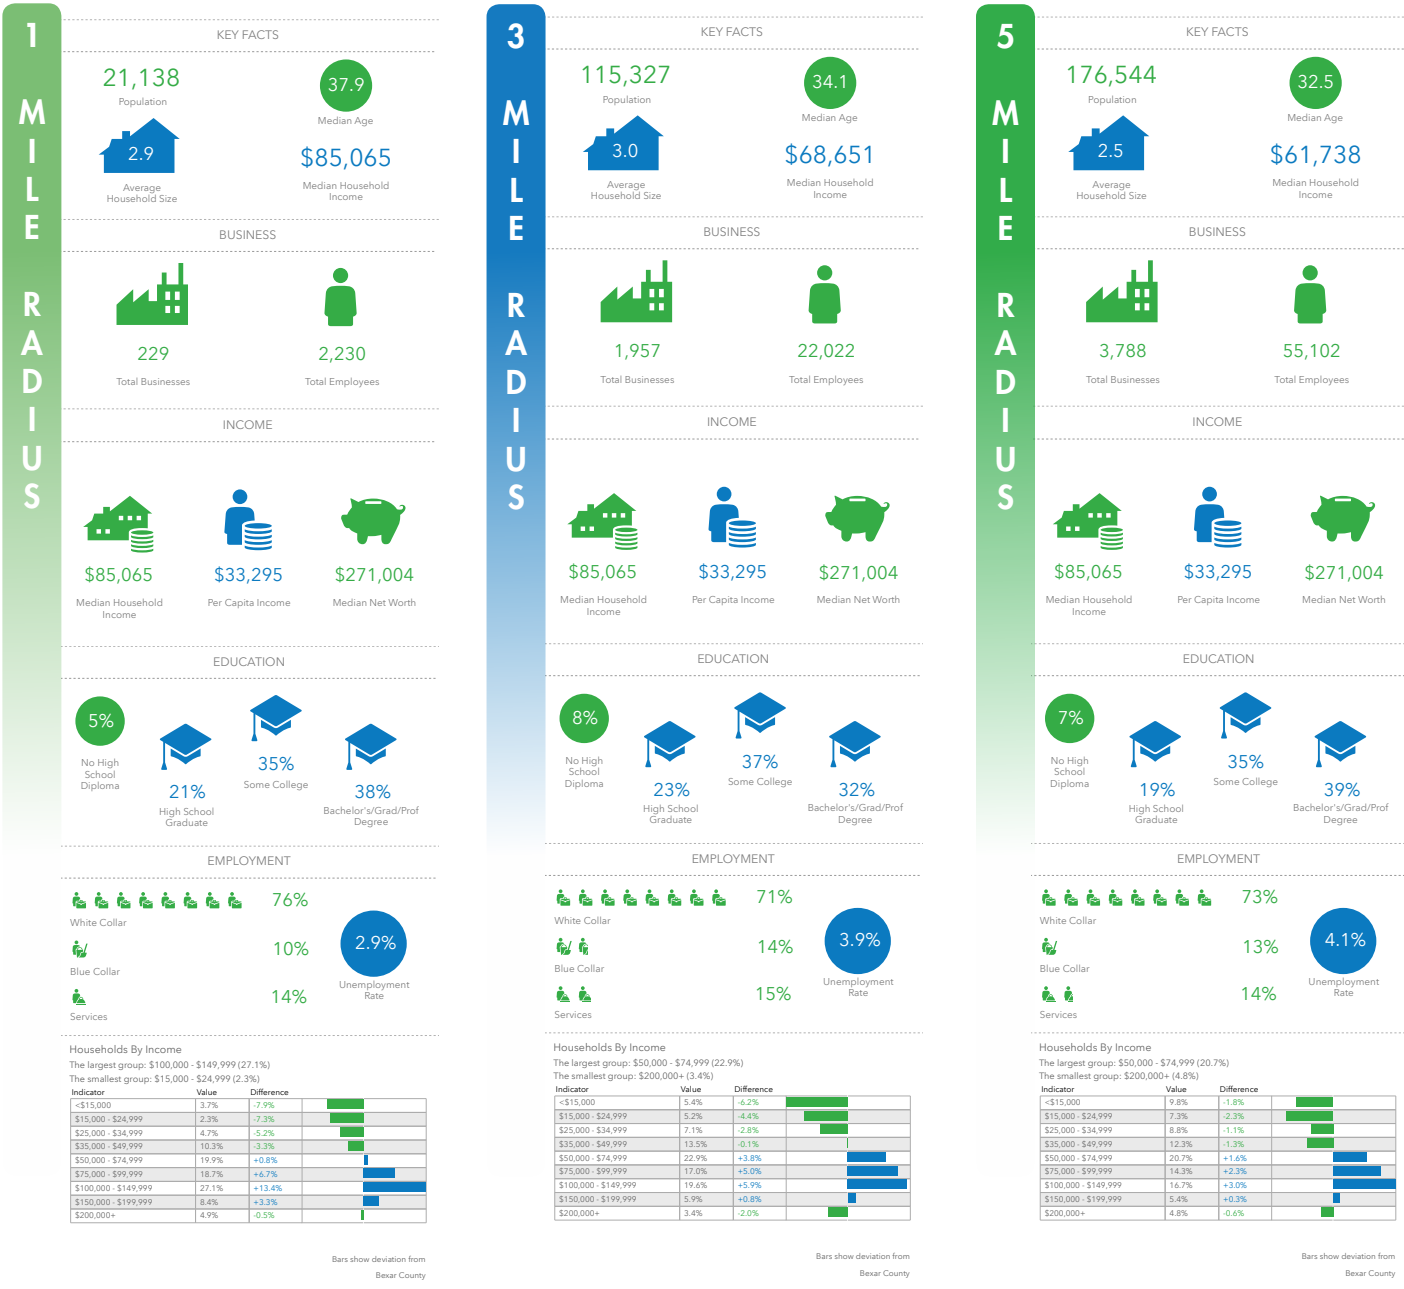 1 MILE RADIUS
KEY FACTS
21,138
Population
37.9
Median Age
2.9
Average
Household Size
$85,065
Median Household
Income
BUSINESS
229
Total Businesses
2,230
Total Employees
INCOME
$85,065
Median Household
Income
$33,295
Per Capita Income
$271,004
Median Net Worth
EDUCATION
5%
No High
School
Diploma
21%
High School
Graduate
35%
Some College
38%
Bachelor's/Grad/Prof
Degree
EMPLOYMENT
76%
White Collar
10%
Blue Collar
14%
Services
2.9%
Unemployment
Rate
Households By Income
The largest group: $100,000 - $149,999 (27.1%)
The smallest group: $15,000 - $24,999 (2.3%)
Indicator Value Difference
<$15,000 3.7% -7.9%
$15,000 - $24,999 2.3% -7.3%
$25,000 - $34,999 4.7% -5.2%
$35,000 - $49,999 10.3% -3.3%
$50,000 - $74,999 19.9% +0.8%
$75,000 - $99,999 18.7% +6.7%
$100,000 - $149,999 27.1% +13.4%
$150,000 - $199,999 8.4% +3.3%
$200,000+ 4.9% -0.5%
Bars show deviation from
Bexar County
3 MILE RADIUS
KEY FACTS
115,327
Population
34.1
Median Age
3.0
Average
Household Size
$68,651
Median Household
Income
BUSINESS
1,957
Total Businesses
22,022
Total Employees
INCOME
$85,065
Median Household
Income
$33,295
Per Capita Income
$271,004
Median Net Worth
EDUCATION
8%
No High
School
Diploma
23%
High School
Graduate
37%
Some College
32%
Bachelor's/Grad/Prof
Degree
EMPLOYMENT
71%
White Collar
14%
Blue Collar
15%
Services
3.9%
Unemployment
Rate
Households By Income
The largest group: $50,000 - $74,999 (22.9%)
The smallest group: $200,000+ (3.4%)
Indicator Value Difference
<$15,000 5.4% -6.2%
$15,000 - $24,999 5.2% -4.4%
$25,000 - $34,999 7.1% -2.8%
$35,000 - $49,999 13.5% -0.1%
$50,000 - $74,999 22.9% +3.8%
$75,000 - $99,999 17.0% +5.0%
$100,000 - $149,999 19.6% +5.9%
$150,000 - $199,999 5.9% +0.8%
$200,000+ 3.4% -2.0%
Bars show deviation from
Bexar County
5 MILE RADIUS
KEY FACTS
176,544
Population
32.5
Median Age
2.5
Average
Household Size
$61,738
Median Household
Income
BUSINESS
3,788
Total Businesses
55,102
Total Employees
INCOME
$85,065
Median Household
Income
$33,295
Per Capita Income
$271,004
Median Net Worth
EDUCATION
7%
No High
School
Diploma
19%
High School
Graduate
35%
Some College
39%
Bachelor's/Grad/Prof
Degree
EMPLOYMENT
73%
White Collar
13%
Blue Collar
14%
Services
4.1%
Unemployment
Rate
Households By Income
The largest group: $50,000 - $74,999 (20.7%)
The smallest group: $200,000+ (4.8%)
Indicator Value Difference
<$15,000 9.8% -1.8%
$15,000 - $24,999 7.3% -2.3%
$25,000 - $34,999 8.8% -1.1%
$35,000 - $49,999 12.3% -1.3%
$50,000 - $74,999 20.7% +1.6%
$75,000 - $99,999 14.3% +2.3%
$100,000 - $149,999 16.7% +3.0%
$150,000 - $199,999 5.4% +0.3%
$200,000+ 4.8% -0.6%
Bars show deviation from
Bexar County